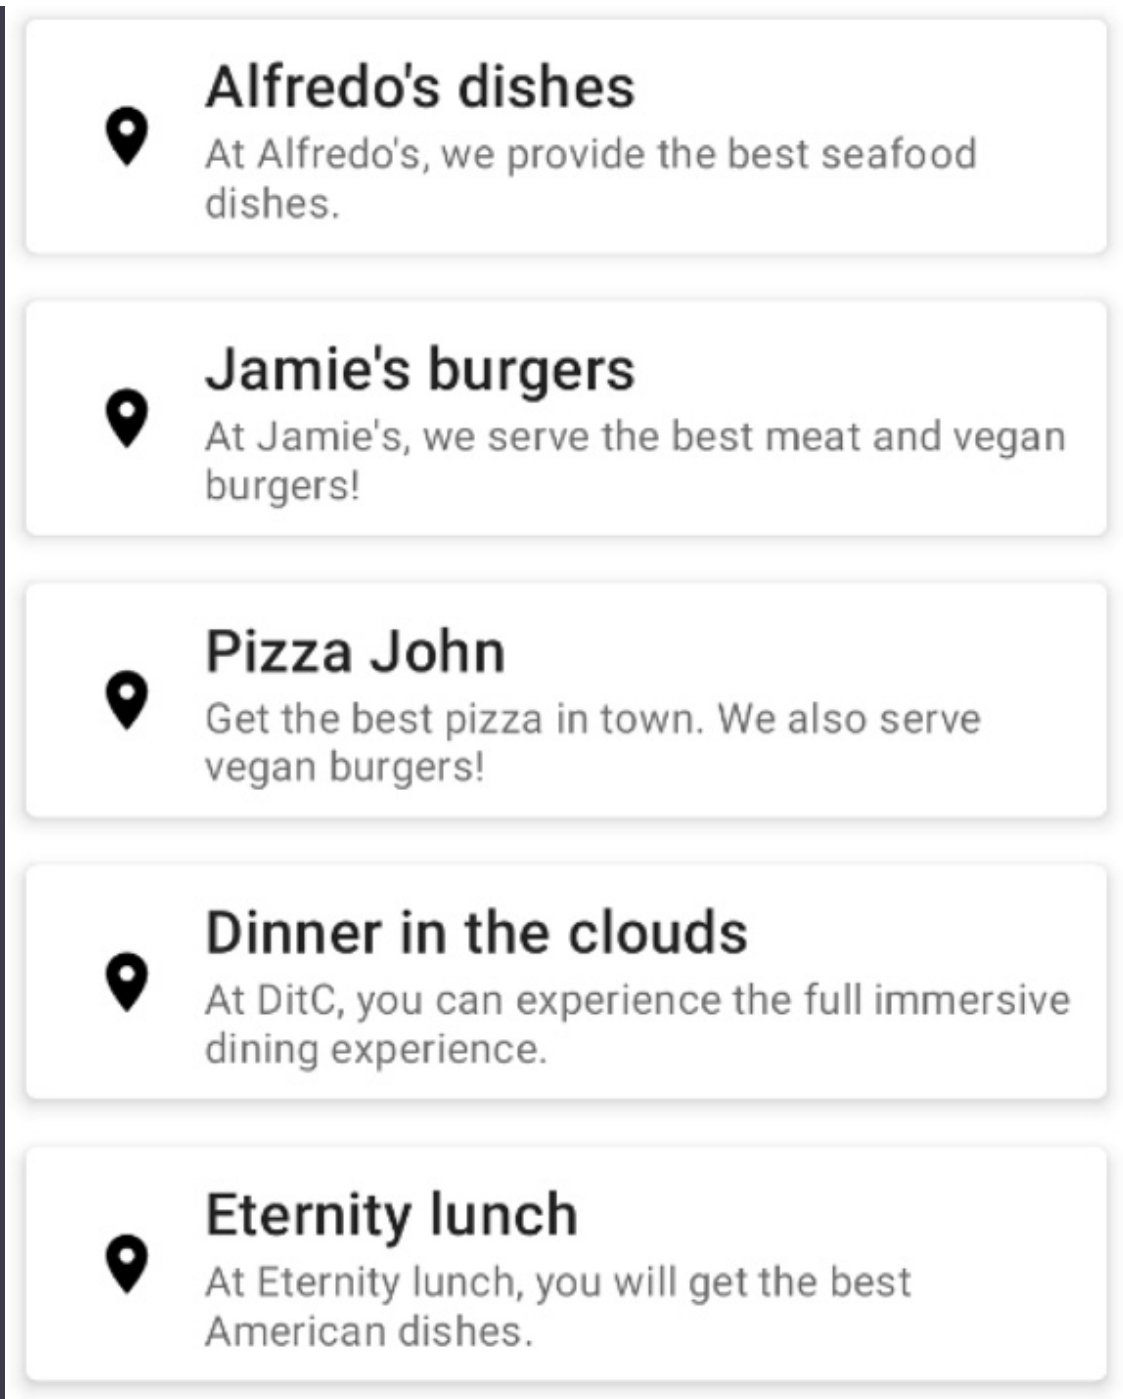 Alfredo's dishes
At Alfredo's, we provide the best seafood
dishes.
Jamie's burgers
At Jamie's, we serve the best meat and vegan
burgers!
Pizza John
Get the best pizza in town. We also serve
vegan burgers!
Dinner in the clouds
At DitC, you can experience the full immersive
dining experience.
Eternity lunch
At Eternity lunch, you will get the best
American dishes.